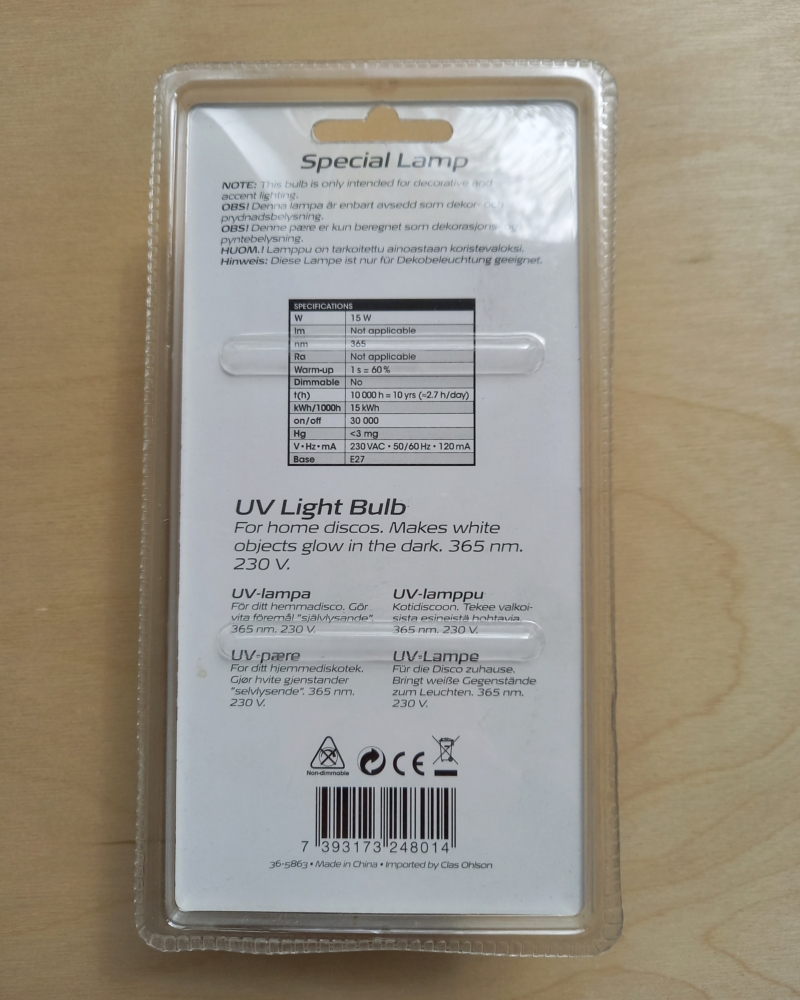 Special Lamp
NOTE: This bulb is only intended for decorative and
accent lighting.
OBS! Denna lampa är enbart avsedd som dekor- och
prydnadsbelysning.
OBS! Denne pære er kun beregnet som dekorasjons- og
pyntebelysning.
HUOM.! Lamppu on tarkoitettu ainoastaan koristevaloksi.
Hinweis: Diese Lampe ist nur für Dekobeleuchtung geeignet.
SPECIFICATIONS
W 15 W
lm Not applicable
nm 365
Ra Not applicable
Warm-up 1 s = 60 %
Dimmable No
t(h) 10 000 h = 10 yrs (≈2.7 h/day)
kWh/1000h 15 kWh
on/off 30 000
Hg <3 mg
V • Hz • mA 230 VAC • 50/60 Hz • 120 mA
Base E27
UV Light Bulb
For home discos. Makes white
objects glow in the dark. 365 nm.
230 V.
UV-lampa
För ditt hemmadisco. Gör
vita föremål "självlysande".
365 nm. 230 V.
UV-lamppu
Kotidiscoon. Tekee valkoi-
sista esineistä hohtavia.
365 nm. 230 V.
UV-pære
For ditt hjemmediskotek.
Gjør hvite gjenstander
"selvlysende". 365 nm.
230 V.
UV-Lampe
Für die Disco zuhause.
Bringt weiße Gegenstände
zum Leuchten. 365 nm.
230 V.
Non-dimmable
CE
7 393173 248014
36-5863 • Made in China • Imported by Clas Ohlson